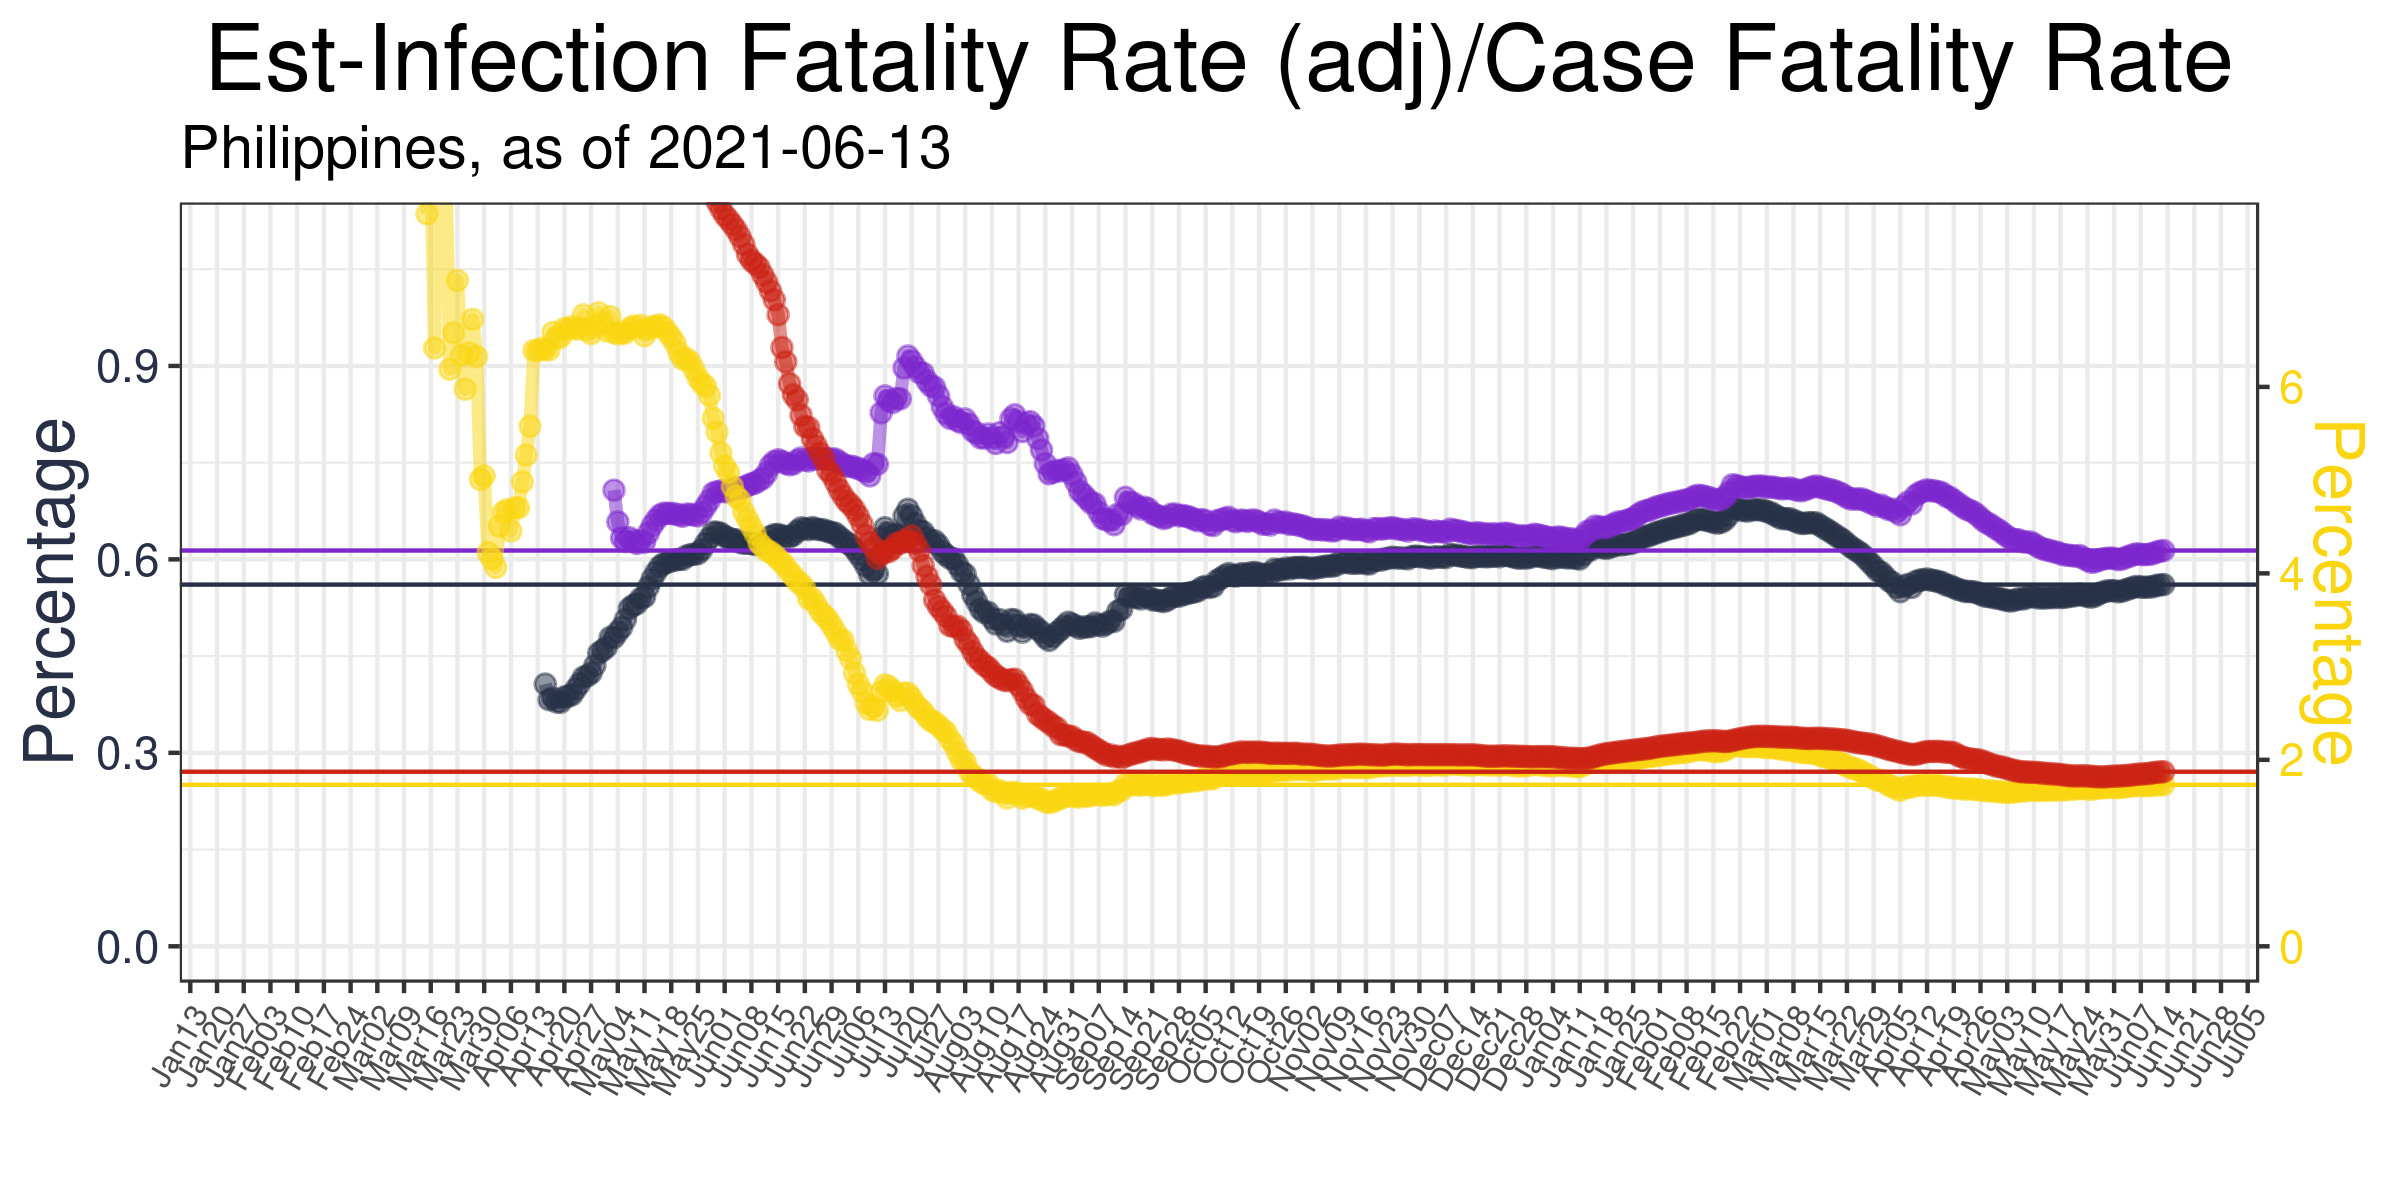 Est-Infection Fatality Rate (adj)/Case Fatality Rate
Philippines, as of 2021-06-13
Percentage
0.9
0.6
0.3
0.0
Percentage
6
4
2
0
Jan13
Jan20
Jan27
Feb03
Feb10
Feb17
Feb24
Mar02
Mar09
Mar16
Mar23
Mar30
Apr06
Apr13
Apr20
Apr27
May04
May11
May18
May25
Jun01
Jun08
Jun15
Jun22
Jun29
Jul06
Jul13
Jul20
Jul27
Aug03
Aug10
Aug17
Aug24
Aug31
Sep07
Sep14
Sep21
Sep28
Oct05
Oct12
Oct19
Oct26
Nov02
Nov09
Nov16
Nov23
Nov30
Dec07
Dec14
Dec21
Dec28
Jan04
Jan11
Jan18
Jan25
Feb01
Feb08
Feb15
Feb22
Mar01
Mar08
Mar15
Mar22
Mar29
Apr05
Apr12
Apr19
Apr26
May03
May10
May17
May24
May31
Jun07
Jun14
Jun21
Jun28
Jul05